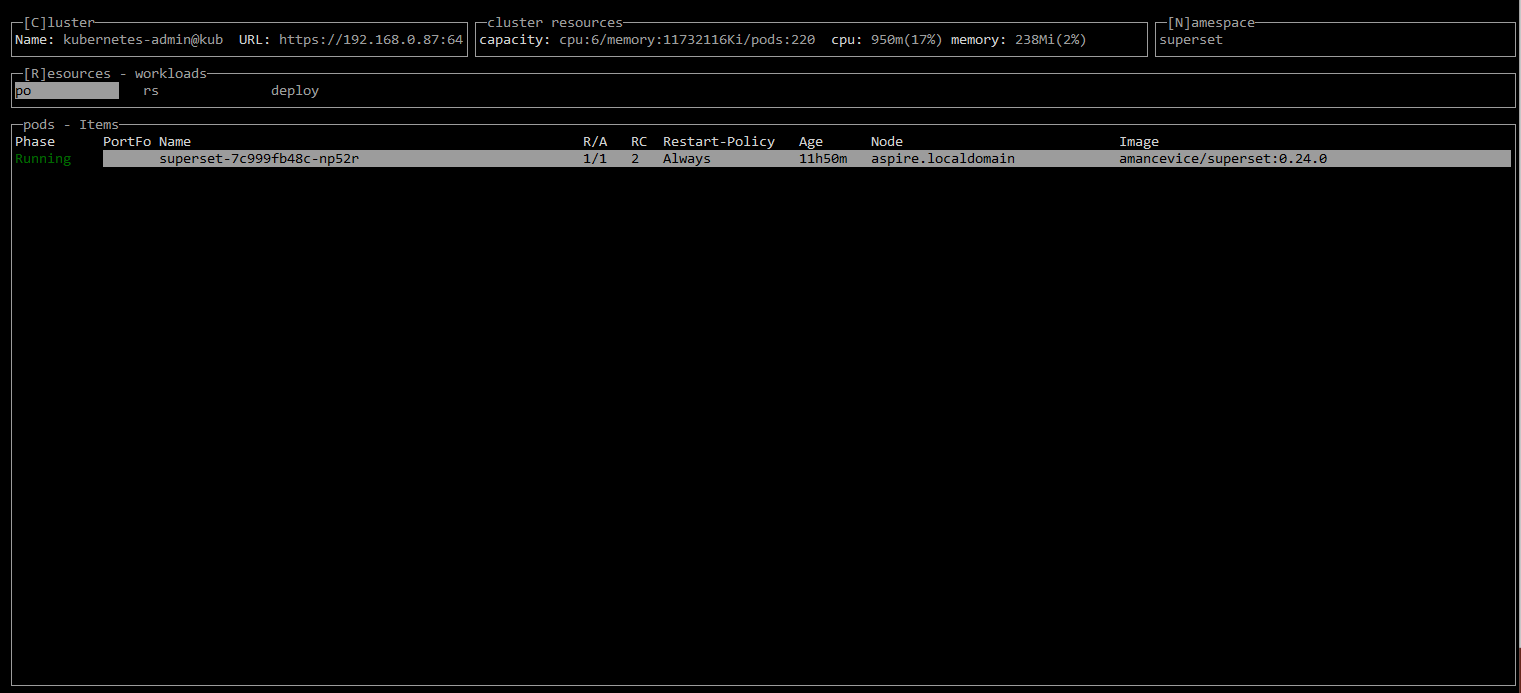 [C]luster cluster resources [N]amespace
Name: kubernetes-admin@kub URL: https://192.168.0.87:64 capacity: cpu:6/memory:11732116Ki/pods:220 cpu: 950m(17%) memory: 238Mi(2%) superset
[R]esources - workloads
po rs deploy
pods - Items
Phase PortFo Name R/A RC Restart-Policy Age Node Image
Running superset-7c999fb48c-np52r 1/1 2 Always 11h50m aspire.localdomain amancevice/superset:0.24.0